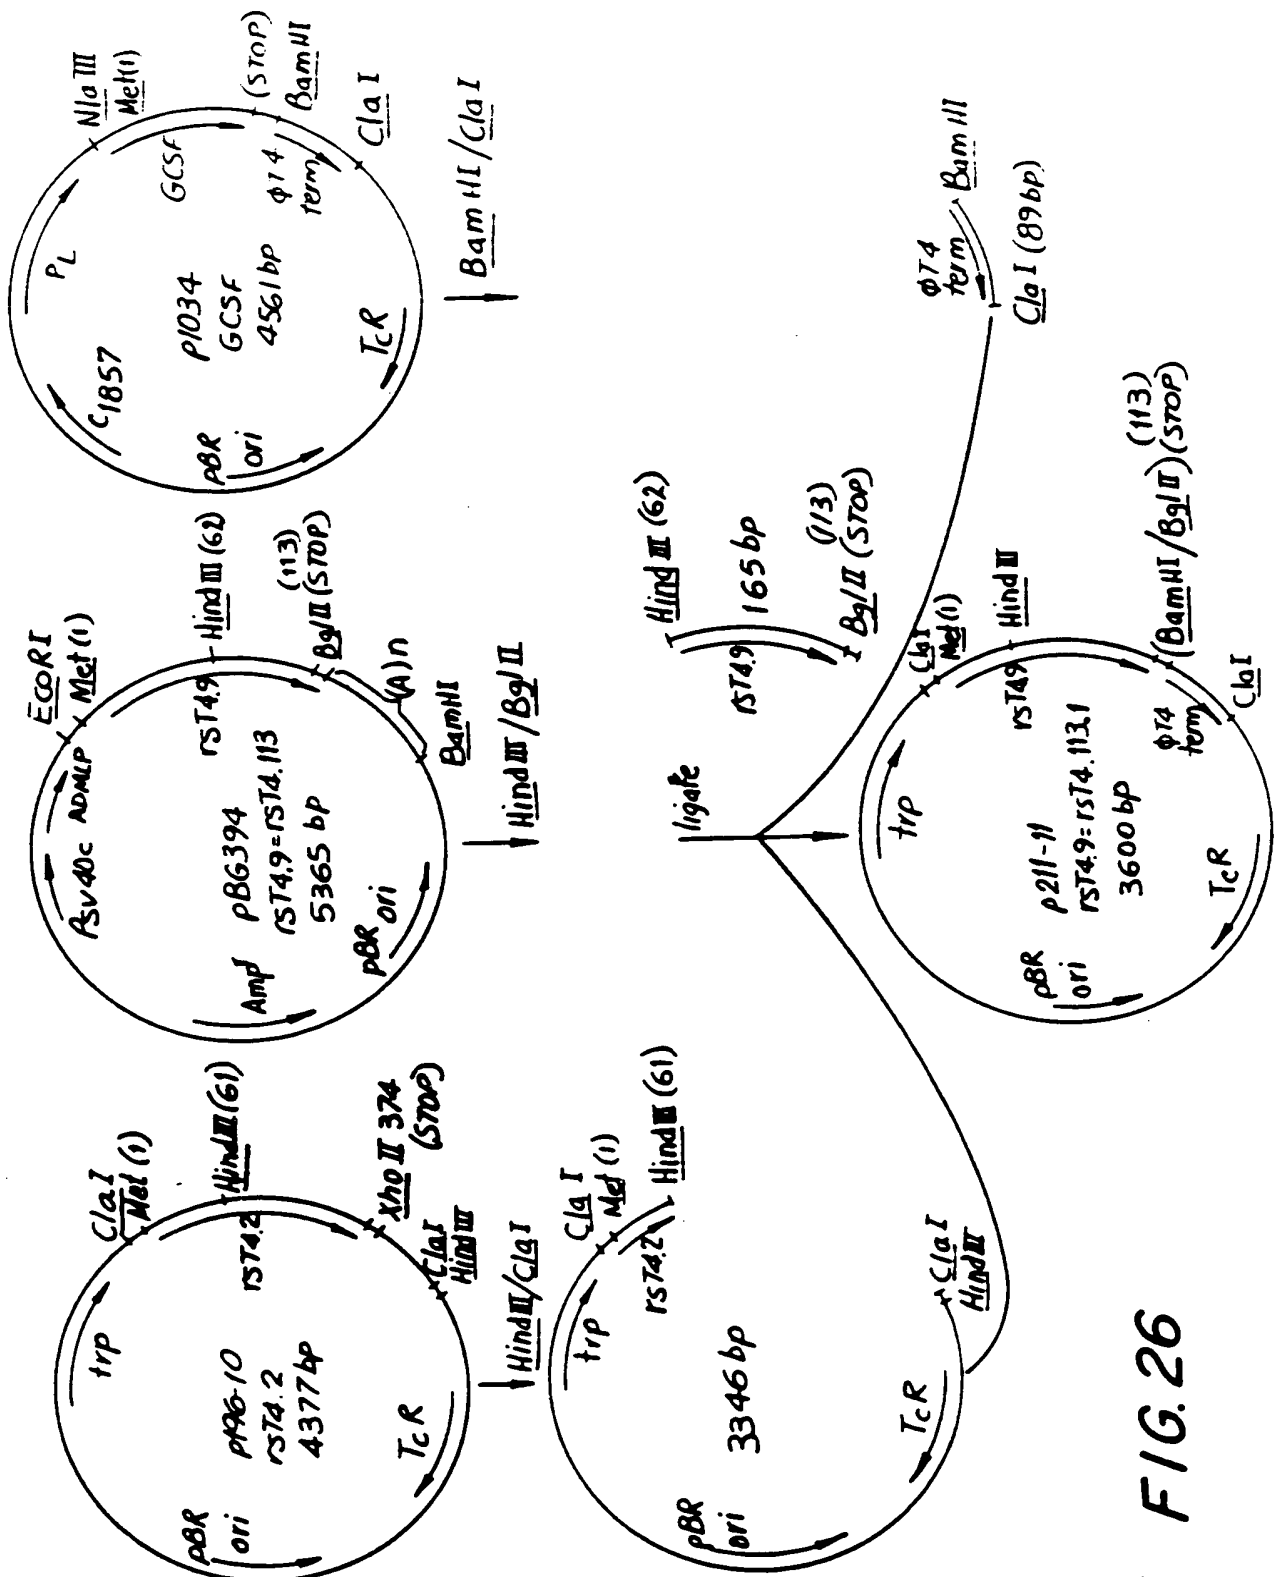 trp
ClaI
Met (1)
HindIII (61)
rsT4.2
p196-10
rsT4.2
4377bp
XhoII 374
(STOP)
ClaI
HindIII
TcR
pBR
ori
HindIII/ClaI
PSV40c
ADMLP
EcoRI
Met (1)
HindIII (62)
rsT4.9
pBG394
rsT4.9=rsT4.113
5365 bp
(113)
BglII (STOP)
(A)n
BamHI
Amp
pBR ori
HindIII/BglII
C1857
PL
NlaIII
Met(1)
GCSF
(STOP)
BamHI
φT4
term
ClaI
p1034
GCSF
4561bp
TcR
pBR
ori
BamHI/ClaI
trp
ClaI
Met (1)
rsT4.2
HindIII (61)
3346bp
ClaI
HindIII
TcR
pBR
ori
ligate
HindIII (62)
rsT4.9
165bp
(113)
BglII (STOP)
φT4
term
BamHI
ClaI (89bp)
trp
ClaI
Met (1)
HindIII
rsT4.9
p211-11
rsT4.9=rsT4.113.1
3600bp
(113)
(BamHI/BglII) (STOP)
φT4
term
ClaI
TcR
pBR
ori
FIG. 26